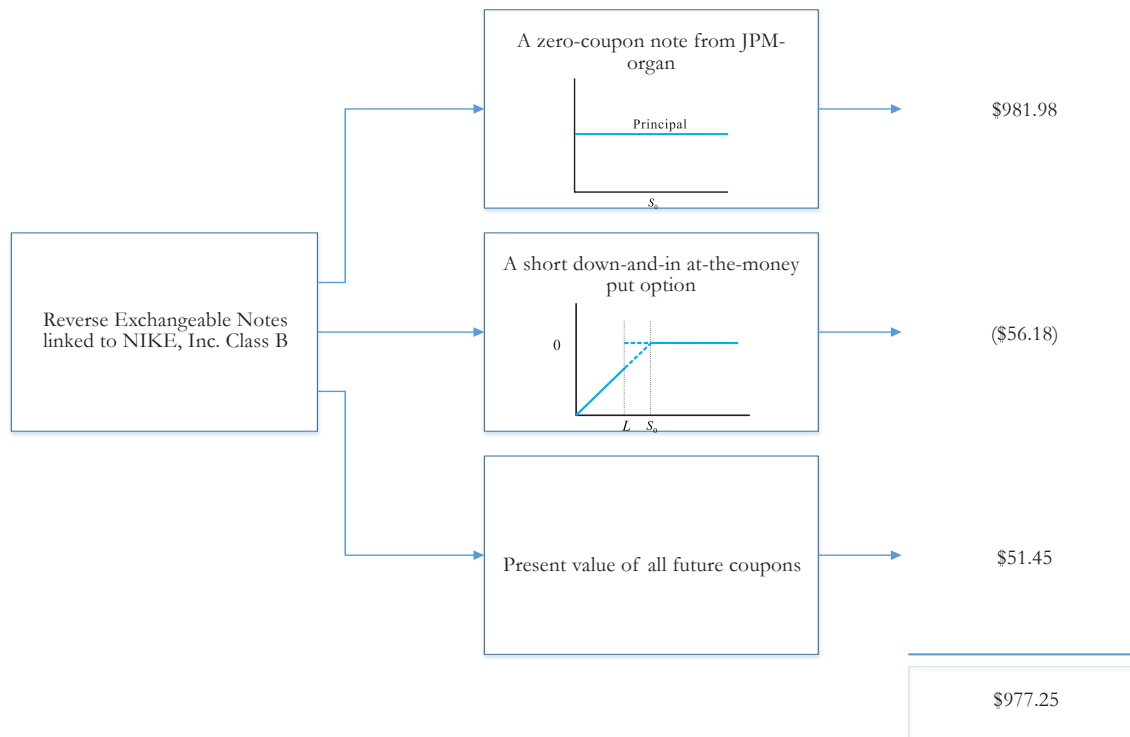 Reverse Exchangeable Notes
linked to NIKE, Inc. Class B
A zero-coupon note from JPM-
organ
Principal
S₀
$981.98
A short down-and-in at-the-money
put option
0
L S₀
($56.18)
Present value of all future coupons
$51.45
$977.25